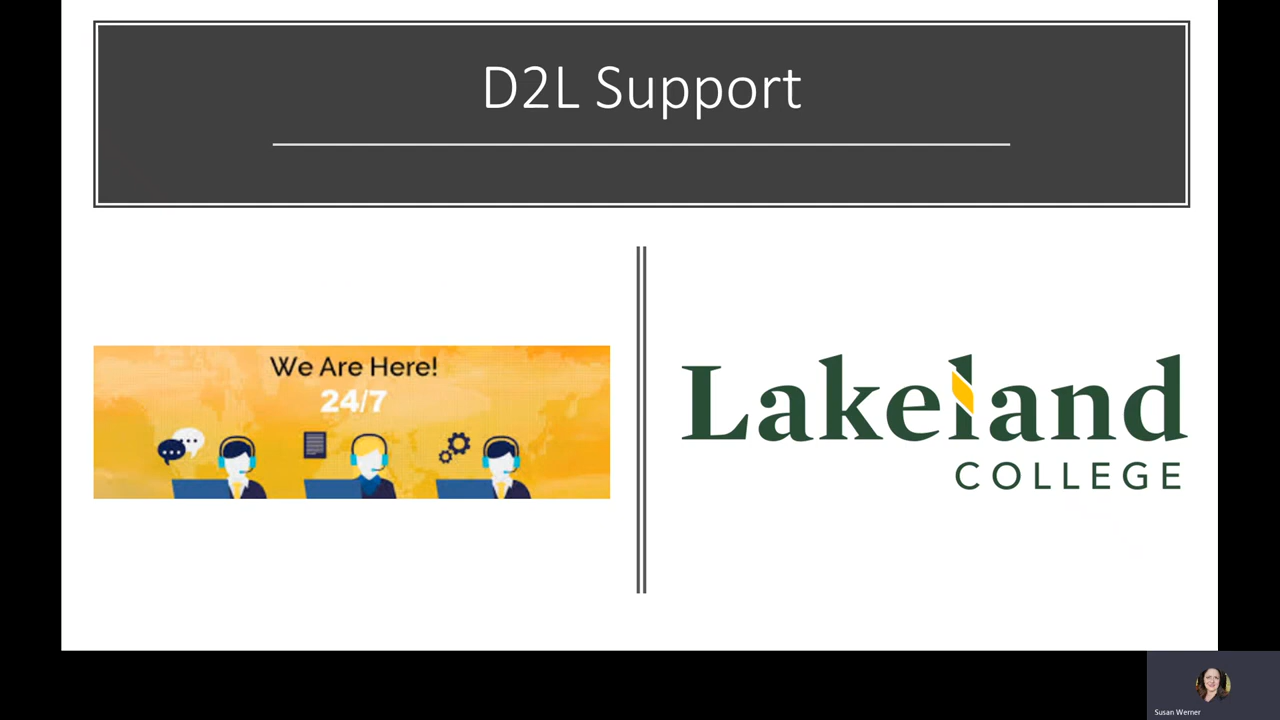 D2L Support
We Are Here!
24/7
Lakeland
COLLEGE
Susan Werner